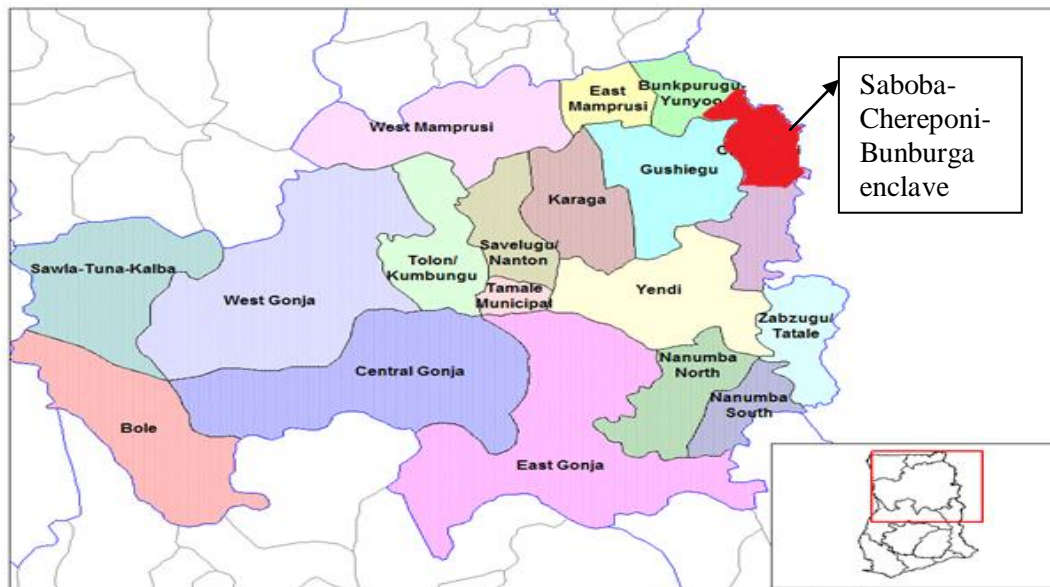 Bunkpurugu-
Yunyoo
East
Mamprusi
West Mamprusi
Saboba-
Chereponi-
Bunburga
enclave
Gushiegu
Karaga
Savelugu/
Nanton
Tolon/
Kumbungu
Sawla-Tuna-Kalba
West Gonja
Tamale
Municipal
Yendi
Zabzugu/
Tatale
Nanumba
North
Central Gonja
Nanumba
South
Bole
East Gonja